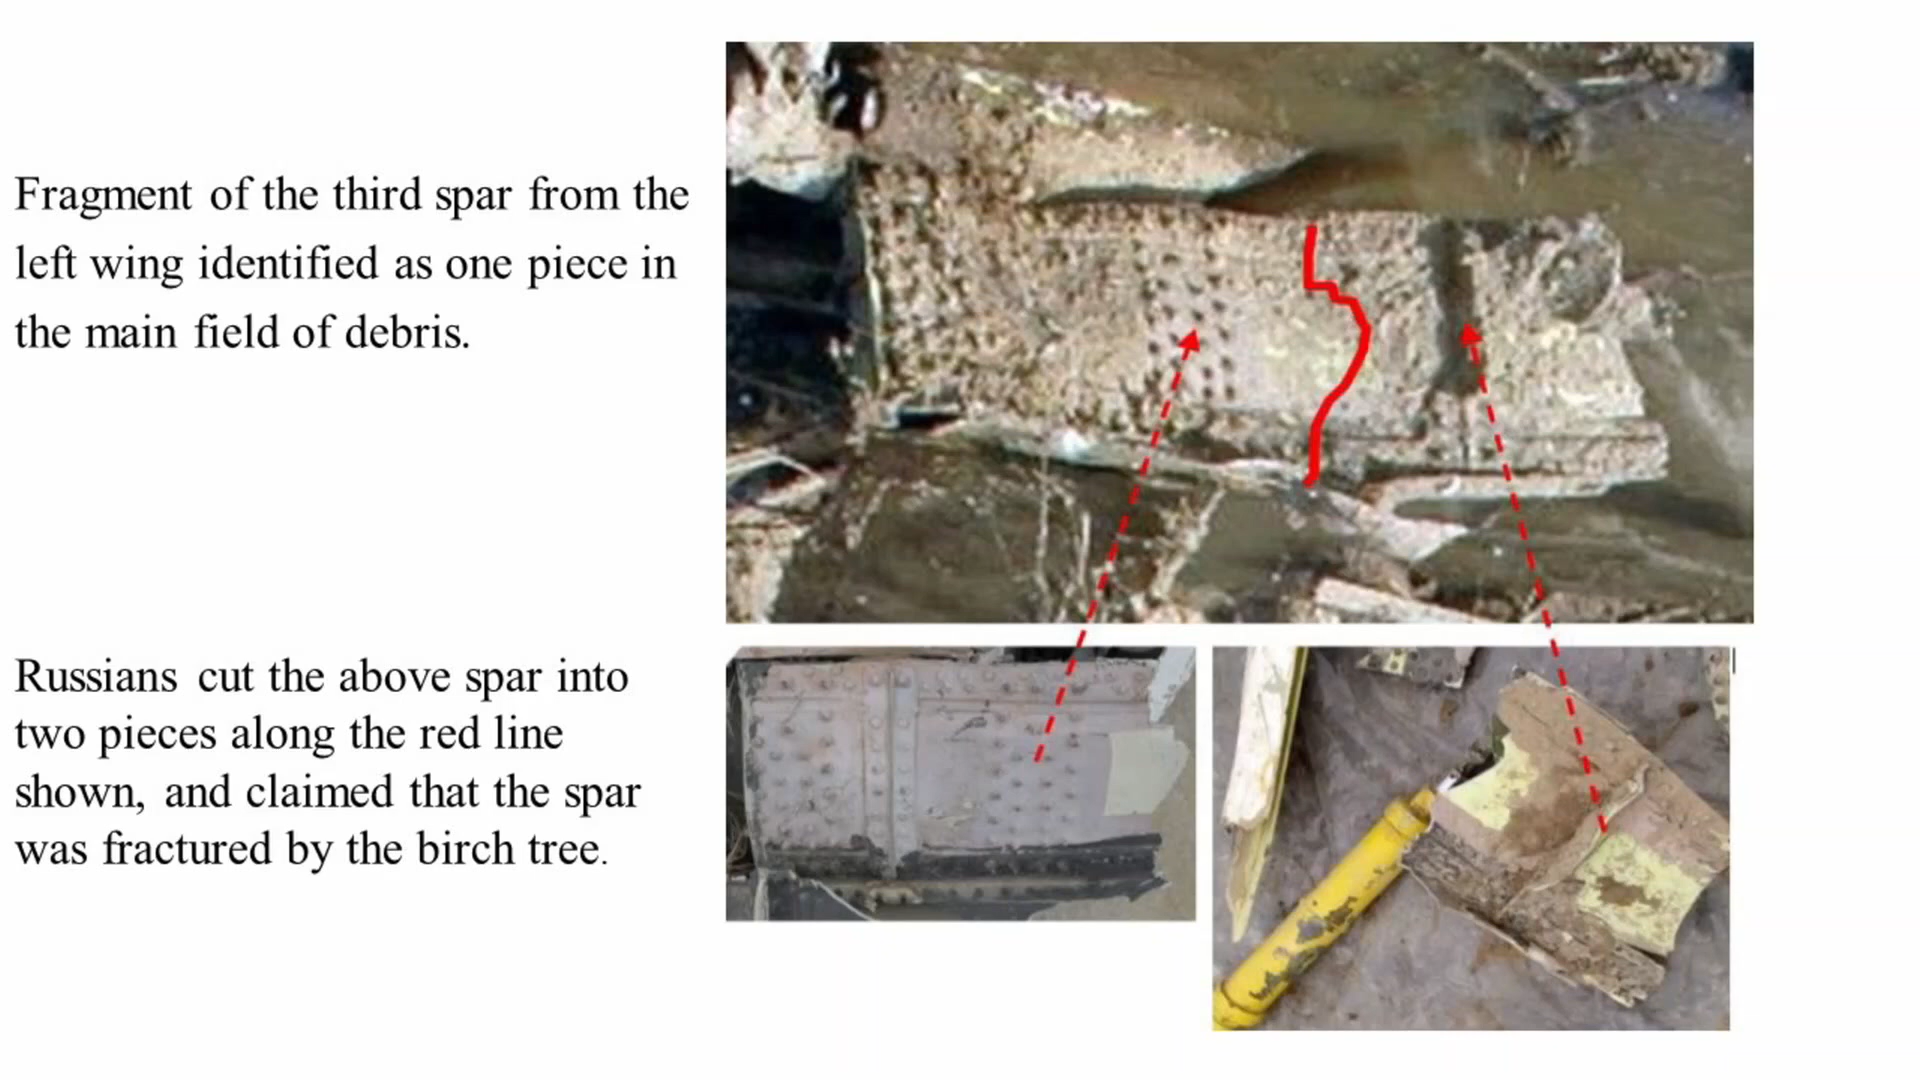 Fragment of the third spar from the
left wing identified as one piece in
the main field of debris.
Russians cut the above spar into
two pieces along the red line
shown, and claimed that the spar
was fractured by the birch tree.